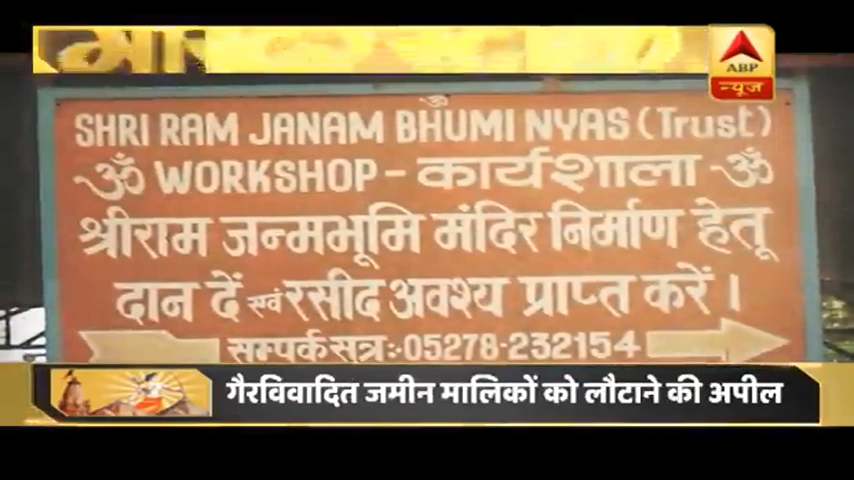 ABP
न्यूज़
SHRI RAM JANAM BHUMI NYAS (Trust)
ॐ
ॐ WORKSHOP - कार्यशाला ॐ
श्रीराम जन्मभूमि मंदिर निर्माण हेतू
दान दें एवं रसीद अवश्य प्राप्त करें ।
सम्पर्क सूत्र:-05278-232154
गैरविवादित जमीन मालिकों को लौटाने की अपील